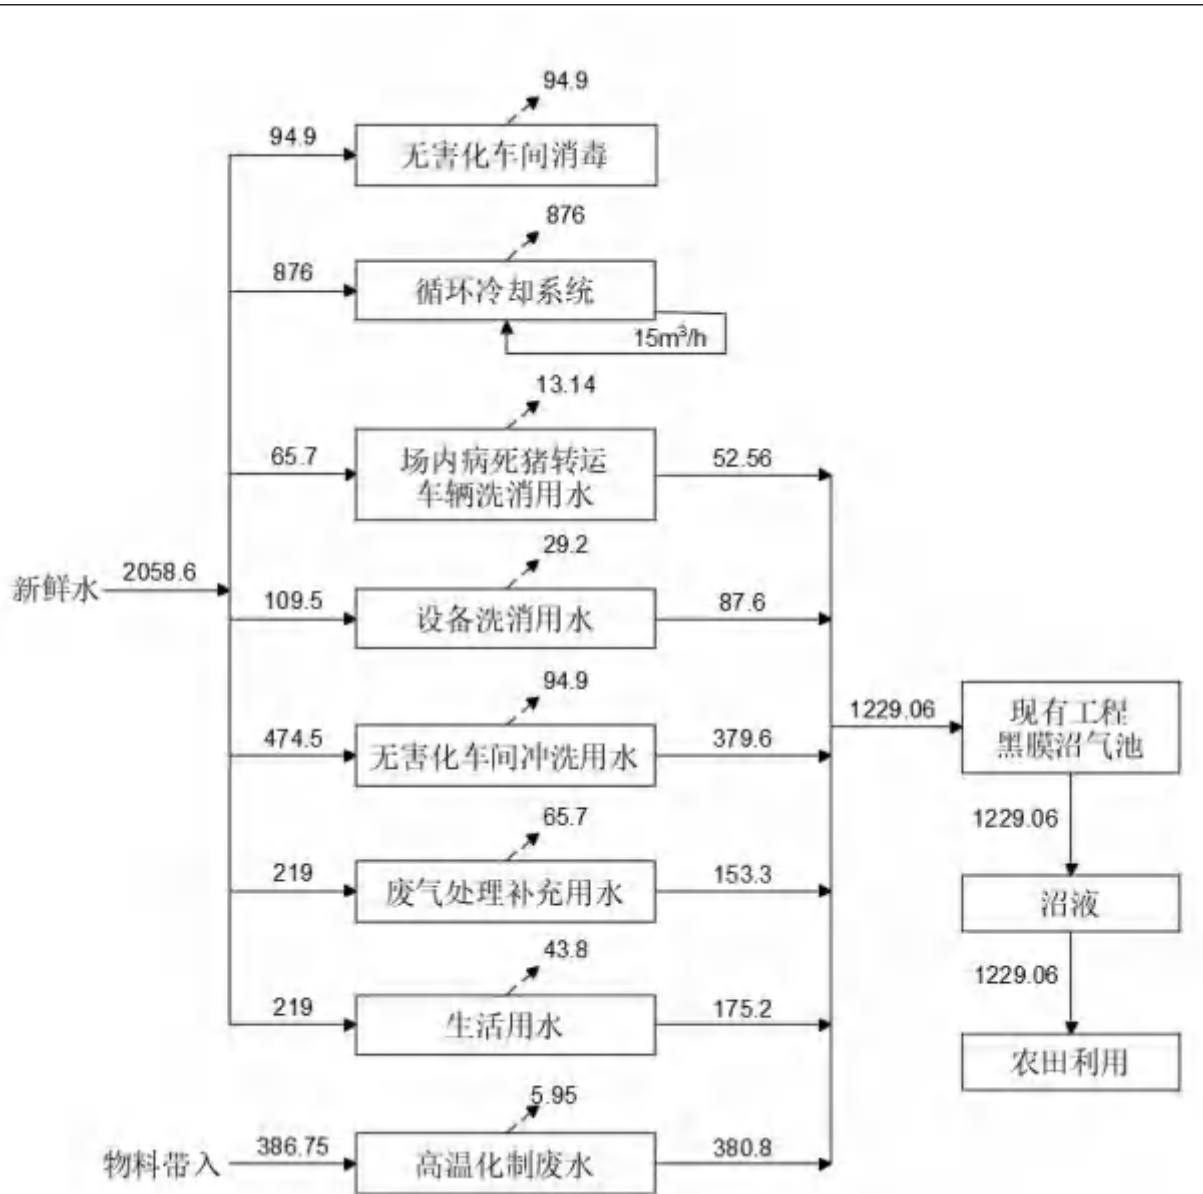 94.9
94.9
无害化车间消毒
876
876
循环冷却系统
15m³/h
13.14
65.7
场内病死猪转运
车辆洗消用水
52.56
29.2
新鲜水
2058.6
109.5
设备洗消用水
87.6
94.9
474.5
无害化车间冲洗用水
379.6
1229.06
现有工程
黑膜沼气池
65.7
1229.06
219
废气处理补充用水
153.3
沼液
43.8
1229.06
219
生活用水
175.2
农田利用
5.95
物料带入
386.75
高温化制废水
380.8